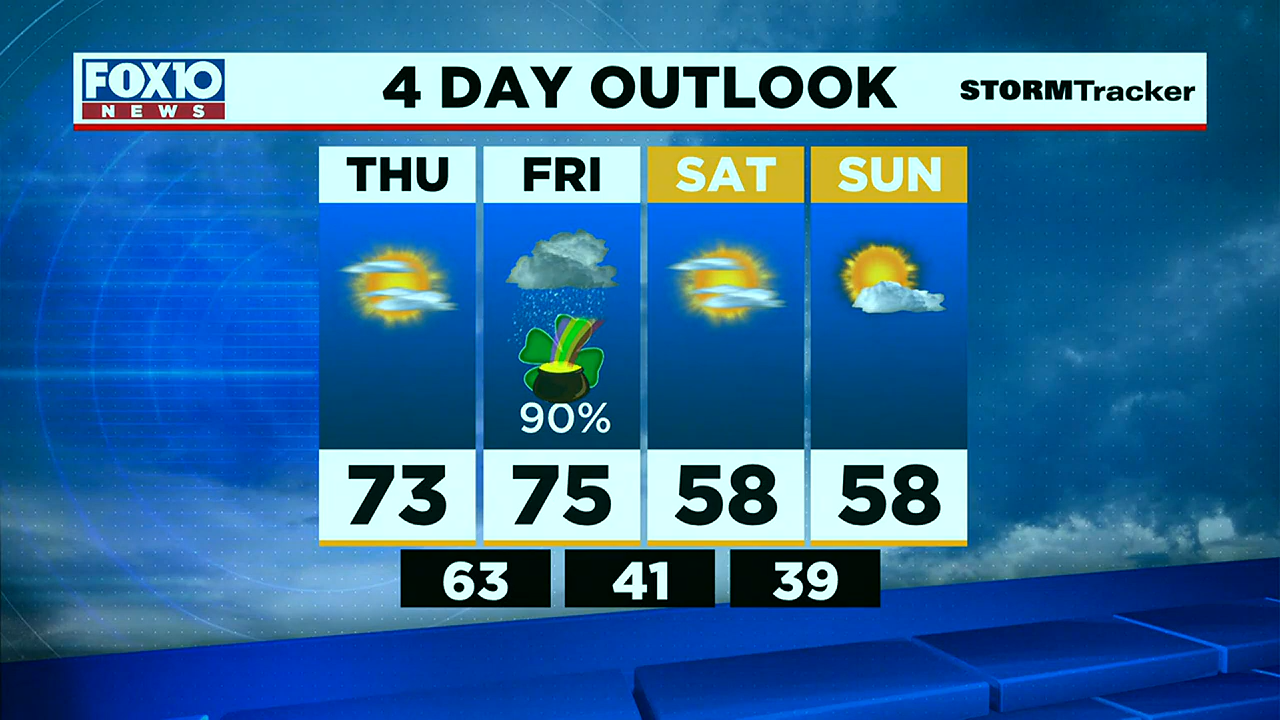 FOX10
NEWS
4 DAY OUTLOOK
STORMTracker
THU FRI SAT SUN
90%
73 75 58 58
63 41 39